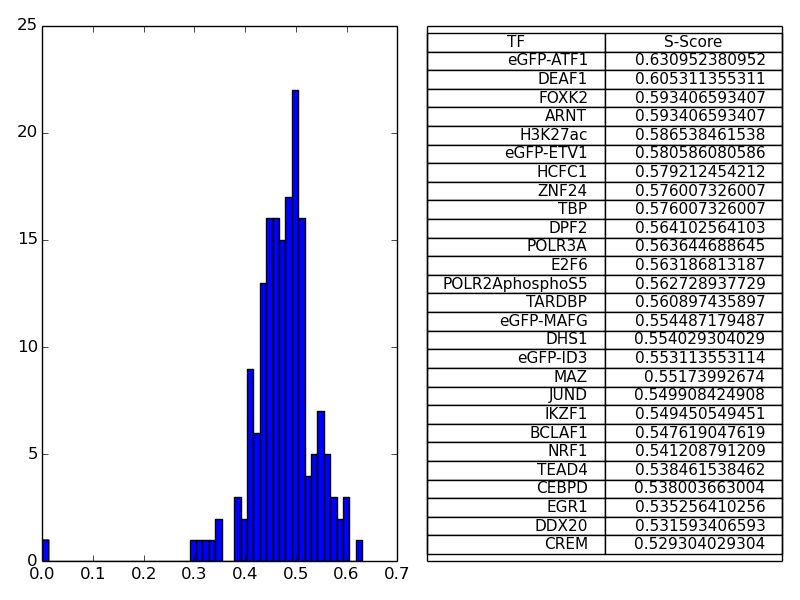 25
20
15
10
5
0
0.0 0.1 0.2 0.3 0.4 0.5 0.6 0.7
TF S-Score
eGFP-ATF1 0.630952380952
DEAF1 0.605311355311
FOXK2 0.593406593407
ARNT 0.593406593407
H3K27ac 0.586538461538
eGFP-ETV1 0.580586080586
HCFC1 0.579212454212
ZNF24 0.576007326007
TBP 0.576007326007
DPF2 0.564102564103
POLR3A 0.563644688645
E2F6 0.563186813187
POLR2AphosphoS5 0.562728937729
TARDBP 0.560897435897
eGFP-MAFG 0.554487179487
DHS1 0.554029304029
eGFP-ID3 0.553113553114
MAZ 0.55173992674
JUND 0.549908424908
IKZF1 0.549450549451
BCLAF1 0.547619047619
NRF1 0.541208791209
TEAD4 0.538461538462
CEBPD 0.538003663004
EGR1 0.535256410256
DDX20 0.531593406593
CREM 0.529304029304